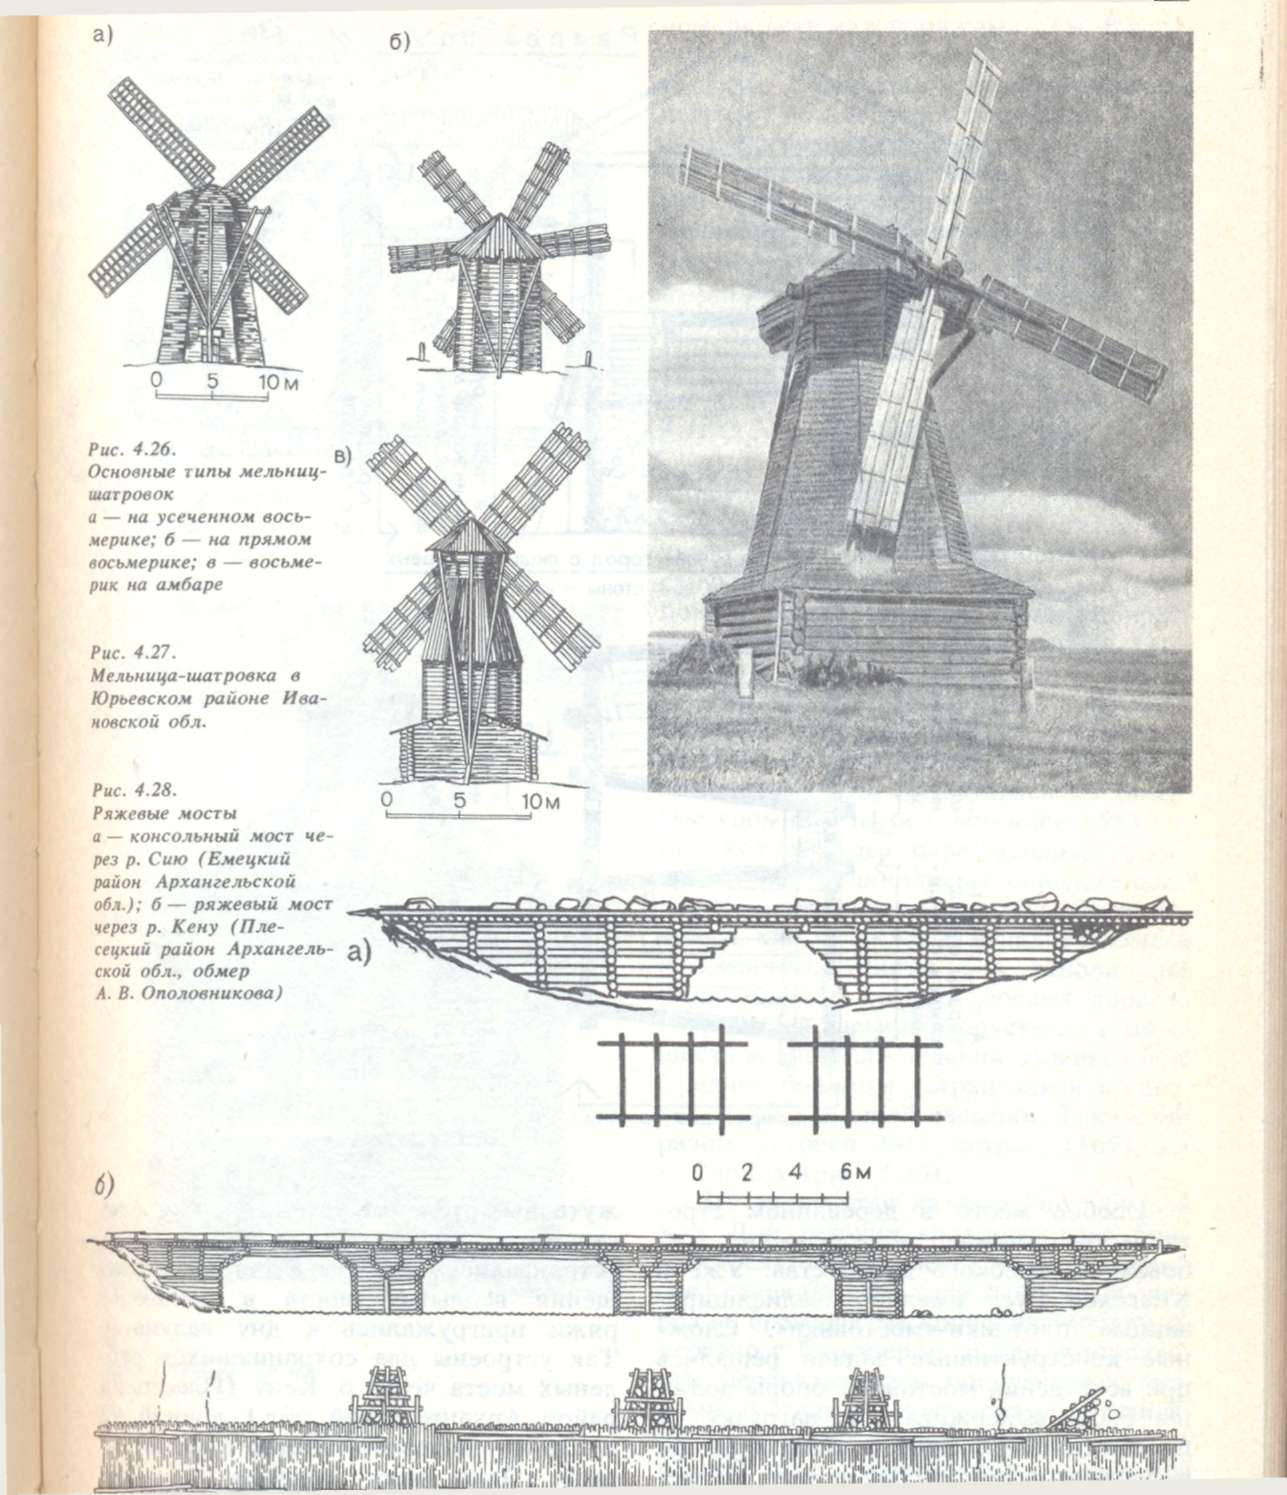 а)
б)
0 5 10 м
Рис. 4.26.
Основные типы мельниц-
шатровок
а — на усеченном вось-
мерике; б — на прямом
восьмерике; в — восьме-
рик на амбаре
в)
Рис. 4.27.
Мельница-шатровка в
Юрьевском районе Ива-
новской обл.
0 5 10 м
Рис. 4.28.
Ряжевые мосты
а — консольный мост че-
рез р. Сию (Емецкий
район Архангельской
обл.); б — ряжевый мост
через р. Кену (Пле-
сецкий район Архангель-
ской обл., обмер
А. В. Ополовникова)
а)
0 2 4 6 м
б)